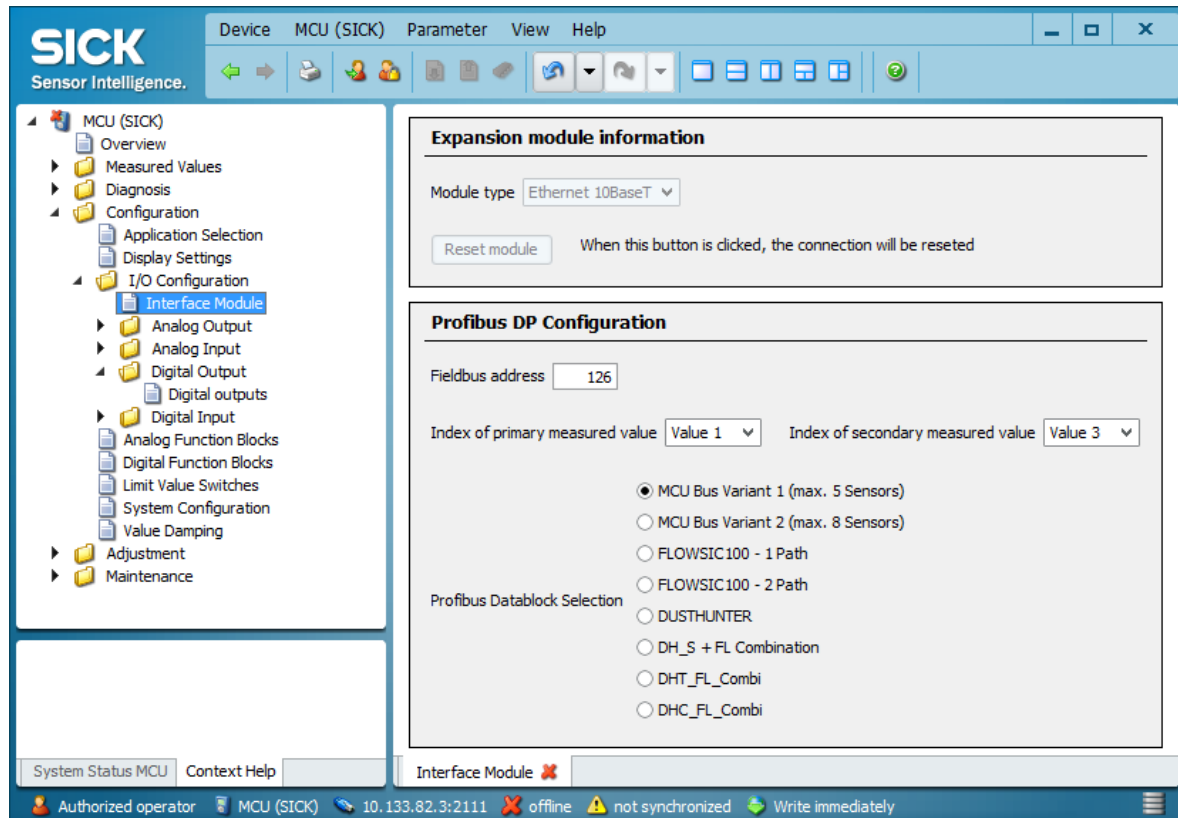 SICK
Sensor Intelligence.
Device MCU (SICK) Parameter View Help
MCU (SICK)
Overview
Measured Values
Diagnosis
Configuration
Application Selection
Display Settings
I/O Configuration
Interface Module
Analog Output
Analog Input
Digital Output
Digital outputs
Digital Input
Analog Function Blocks
Digital Function Blocks
Limit Value Switches
System Configuration
Value Damping
Adjustment
Maintenance
System Status MCU Context Help
Expansion module information
Module type Ethernet 10BaseT
Reset module When this button is clicked, the connection will be reseted
Profibus DP Configuration
Fieldbus address 126
Index of primary measured value Value 1 Index of secondary measured value Value 3
Profibus Datablock Selection
MCU Bus Variant 1 (max. 5 Sensors)
MCU Bus Variant 2 (max. 8 Sensors)
FLOWSIC100 - 1 Path
FLOWSIC100 - 2 Path
DUSTHUNTER
DH_S + FL Combination
DHT_FL_Combi
DHC_FL_Combi
Interface Module
Authorized operator MCU (SICK) 10.133.82.3:2111 offline not synchronized Write immediately